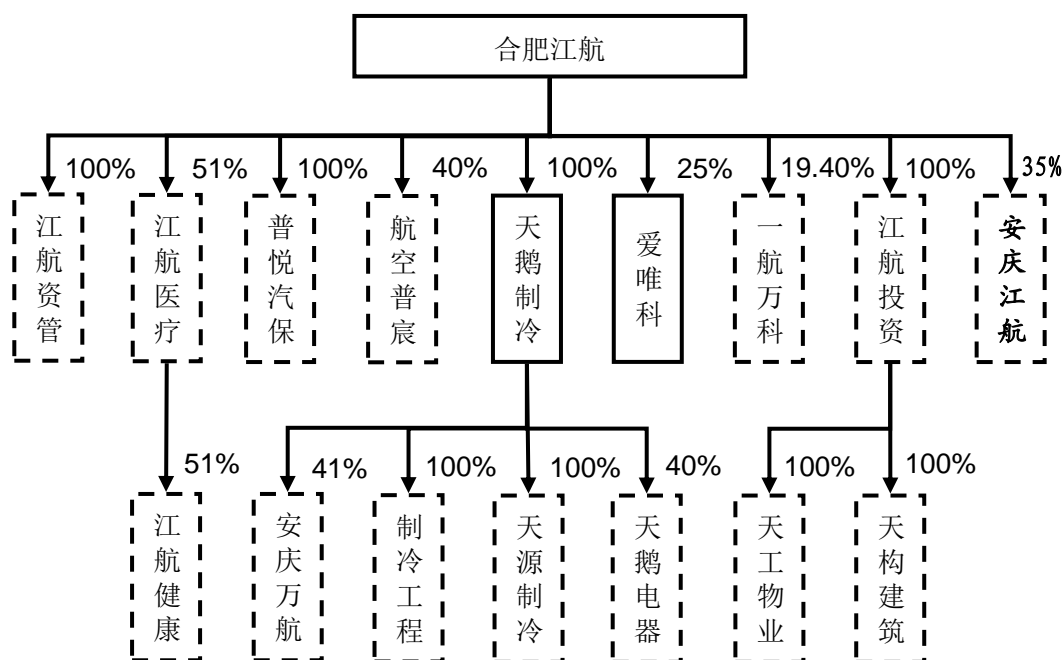 合肥江航
100% 51% 100% 40% 100% 25% 19.40% 100% 35%
江航资管
江航医疗
普悦汽保
航空普宸
天鹅制冷
爱唯科
一航万科
江航投资
安庆江航
51% 41% 100% 100% 40% 100% 100%
江航健康
安庆万航
制冷工程
天源制冷
天鹅电器
天工物业
天构建筑